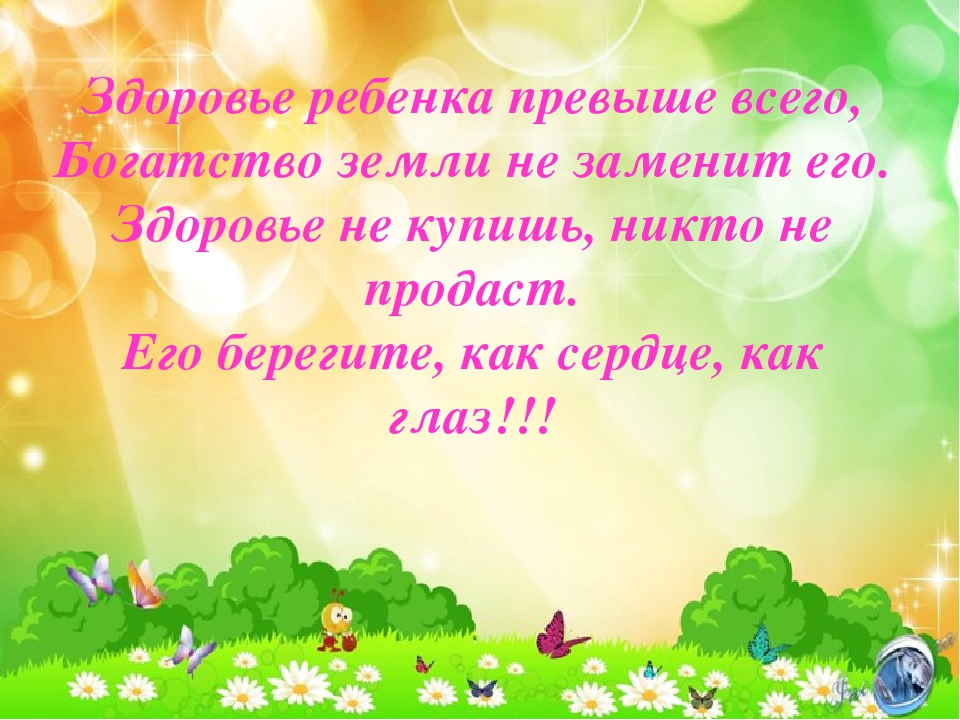 Здоровье ребенка превыше всего,
Богатство земли не заменит его.
Здоровье не купишь, никто не
продаст.
Его берегите, как сердце, как
глаз!!!